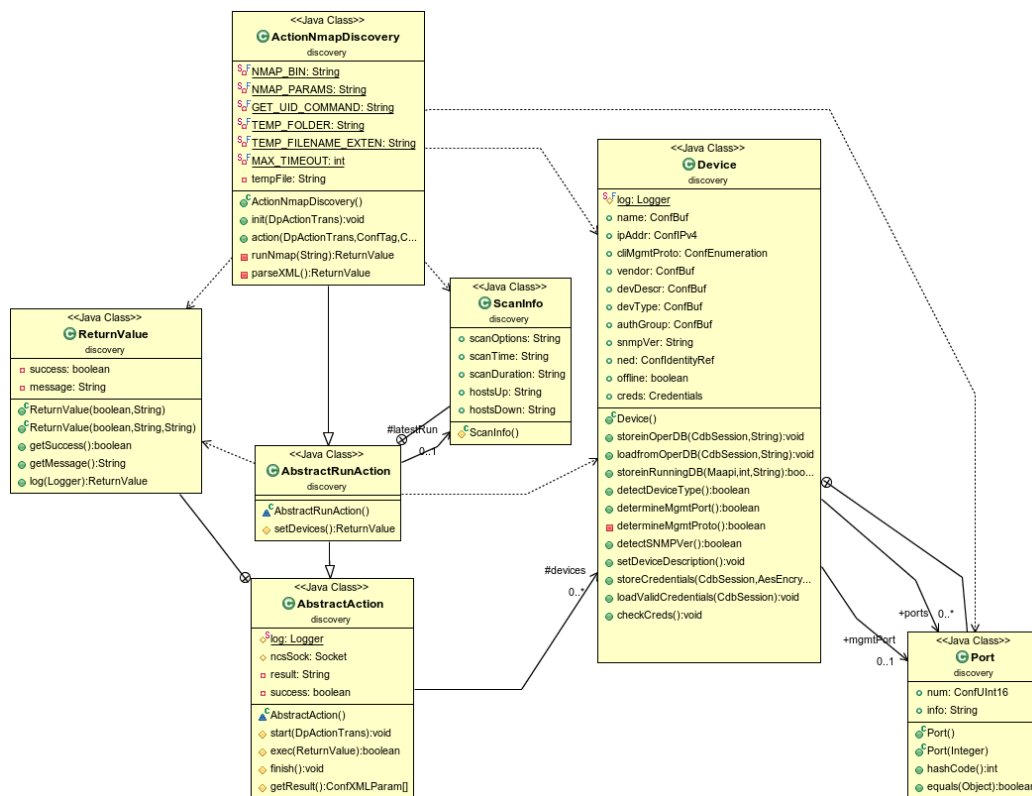 <<Java Class>>
ActionNmapDiscovery
discovery
NMAP_BIN: String
NMAP_PARAMS: String
GET_UID_COMMAND: String
TEMP_FOLDER: String
TEMP_FILENAME_EXTEN: String
MAX_TIMEOUT: int
tempFile: String
ActionNmapDiscovery()
init(DpActionTrans):void
action(DpActionTrans,ConfTag,C...
runNmap(String):ReturnValue
parseXML():ReturnValue
<<Java Class>>
Device
discovery
log: Logger
name: ConfBuf
ipAddr: ConfIPv4
cliMgmtProto: ConfEnumeration
vendor: ConfBuf
devDescr: ConfBuf
devType: ConfBuf
authGroup: ConfBuf
snmpVer: String
ned: ConfIdentityRef
offline: boolean
creds: Credentials
Device()
storeinOperDB(CdbSession,String):void
loadfromOperDB(CdbSession,String):void
storeinRunningDB(Maapi,int,String):boo...
detectDeviceType():boolean
determineMgmtPort():boolean
determineMgmtProto():boolean
detectSNMPVer():boolean
setDeviceDescription():void
storeCredentials(CdbSession,AesEncry...
loadValidCredentials(CdbSession):void
checkCreds():void
<<Java Class>>
ScanInfo
discovery
scanOptions: String
scanTime: String
scanDuration: String
hostsUp: String
hostsDown: String
ScanInfo()
<<Java Class>>
ReturnValue
discovery
success: boolean
message: String
ReturnValue(boolean,String)
ReturnValue(boolean,String,String)
getSuccess():boolean
getMessage():String
log(Logger):ReturnValue
#latestRun
0..1
<<Java Class>>
AbstractRunAction
discovery
AbstractRunAction()
setDevices():ReturnValue
#devices
0..*
<<Java Class>>
AbstractAction
discovery
log: Logger
ncsSock: Socket
result: String
success: boolean
AbstractAction()
start(DpActionTrans):void
exec(ReturnValue):boolean
finish():void
getResult():ConfXMLParam[]
+ports
0..*
+mgmtPort
0..1
<<Java Class>>
Port
discovery
num: ConfUInt16
info: String
Port()
Port(Integer)
hashCode():int
equals(Object):boolean